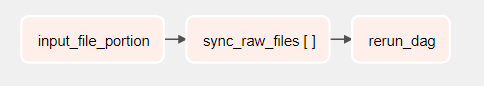 input_file_portion
sync_raw_files [ ]
rerun_dag